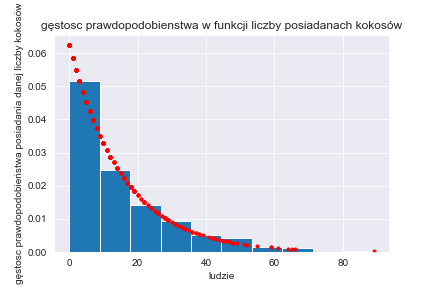 gęstosc prawdopodobienstwa w funkcji liczby posiadanach kokosów
gęstosc prawdopodobienstwa posiadania danej liczby kokosów
0.06
0.05
0.04
0.03
0.02
0.01
0.00
0 20 40 60 80
ludzie